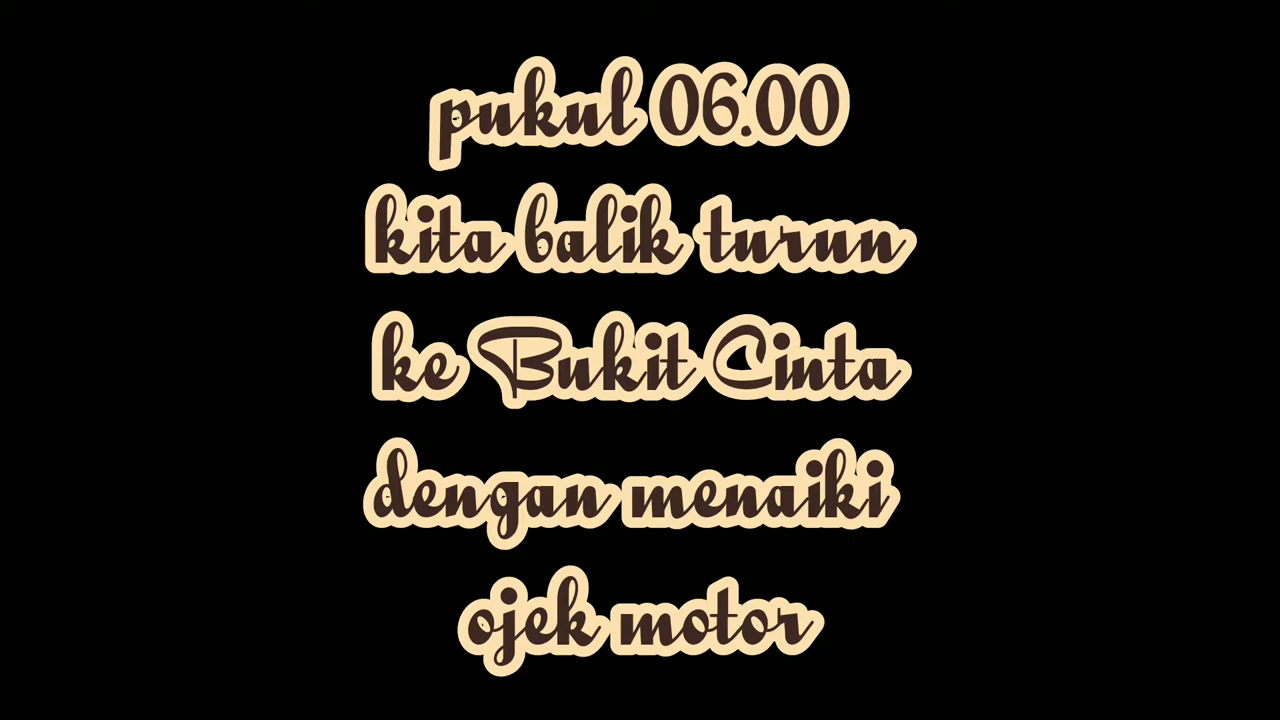 pukul 06.00
kita balik turun
ke Bukit Cinta
dengan menaiki
ojek motor